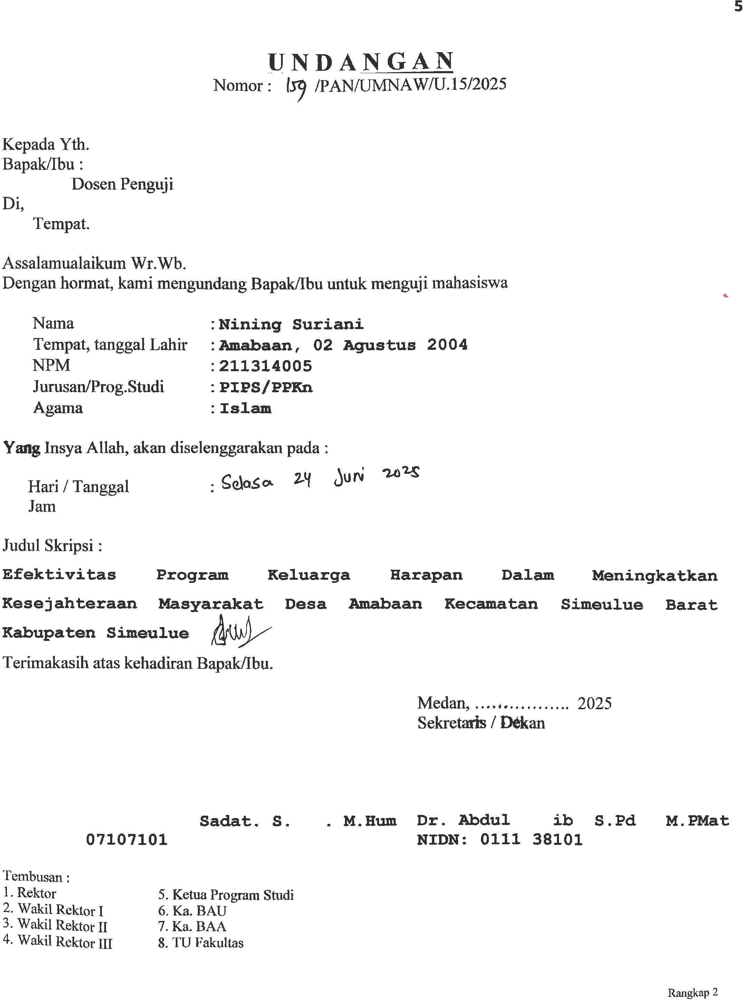 5
UNDANGAN
Nomor : 159 /PAN/UMNAW/U.15/2025
Kepada Yth.
Bapak/Ibu :
Dosen Penguji
Di,
Tempat.
Assalamualaikum Wr.Wb.
Dengan hormat, kami mengundang Bapak/Ibu untuk menguji mahasiswa
Nama : Nining Suriani
Tempat, tanggal Lahir : Amabaan, 02 Agustus 2004
NPM : 211314005
Jurusan/Prog.Studi : PIPS/PPKn
Agama : Islam
Yang Insya Allah, akan diselenggarakan pada :
Hari / Tanggal : Selasa 24 Juni 2025
Jam
Judul Skripsi :
Efektivitas Program Keluarga Harapan Dalam Meningkatkan
Kesejahteraan Masyarakat Desa Amabaan Kecamatan Simeulue Barat
Kabupaten Simeulue
Terimakasih atas kehadiran Bapak/Ibu.
Medan, ................. 2025
Sekretaris / Dekan
Sadat. S. . M.Hum Dr. Abdul ib S.Pd M.PMat
07107101 NIDN: 0111 38101
Tembusan :
1. Rektor 5. Ketua Program Studi
2. Wakil Rektor I 6. Ka. BAU
3. Wakil Rektor II 7. Ka. BAA
4. Wakil Rektor III 8. TU Fakultas
Rangkap 2